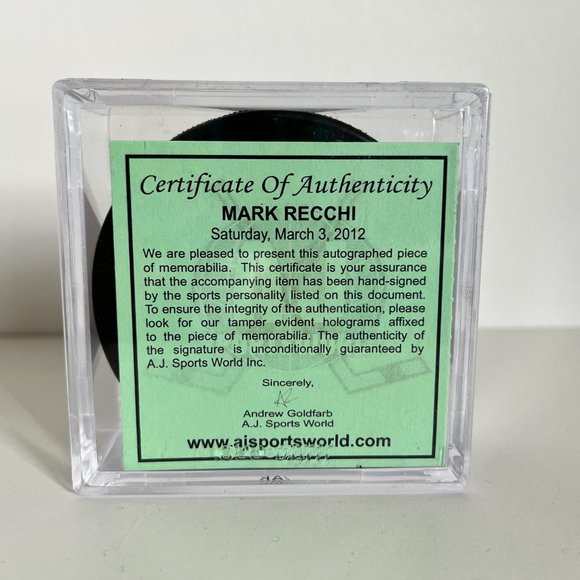 Certificate Of Authenticity
MARK RECCHI
Saturday, March 3, 2012
We are pleased to present this autographed piece
of memorabilia. This certificate is your assurance
that the accompanying item has been hand-signed
by the sports personality listed on this document.
To ensure the integrity of the authentication, please
look for our tamper evident holograms affixed
to the piece of memorabilia. The authenticity of
the signature is unconditionally guaranteed by
A.J. Sports World Inc.
Sincerely,
Andrew Goldfarb
A.J. Sports World
www.ajsportsworld.com